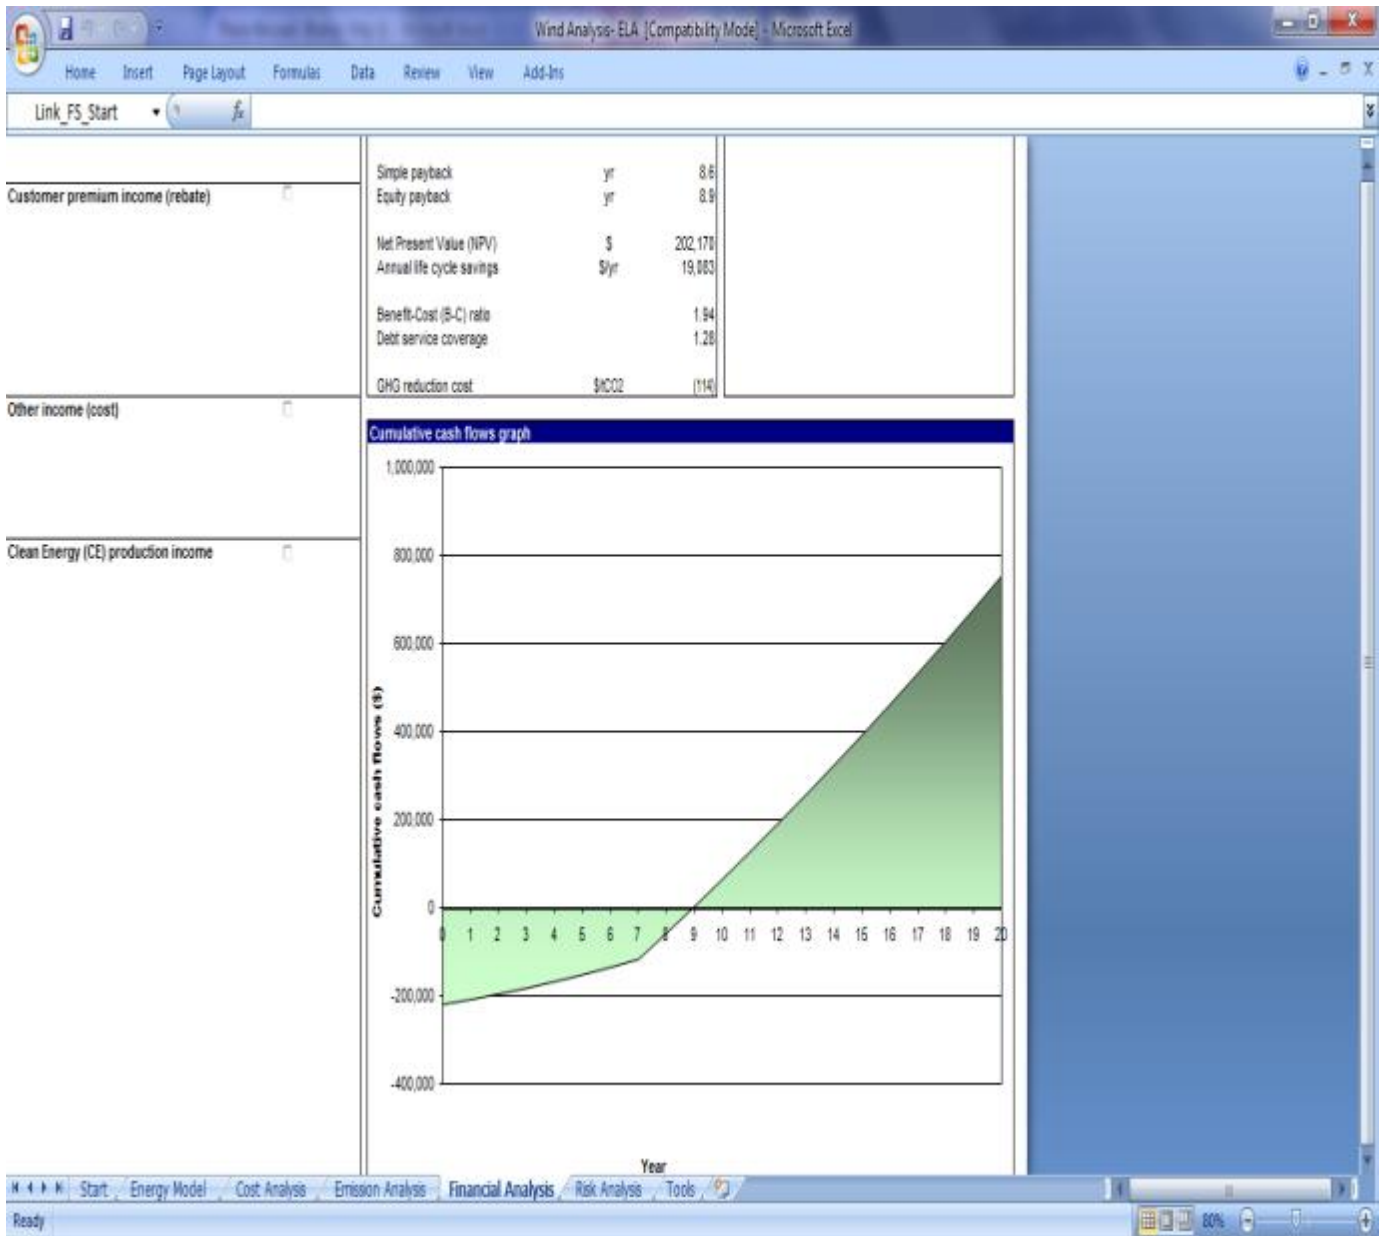 Wind Analysis- ELA [Compatibility Mode] - Microsoft Excel
Home Insert Page Layout Formulas Data Review View Add-Ins
Link_FS_Start fx
Simple payback yr 8.6
Customer premium income (rebate) Equity payback yr 8.9
Net Present Value (NPV) $ 202,178
Annual life cycle savings $/yr 19,083
Benefit-Cost (B-C) ratio 1.94
Debt service coverage 1.28
GHG reduction cost $/tCO2 (114)
Other income (cost)
Cumulative cash flows graph
1,000,000
Clean Energy (CE) production income
800,000
600,000
400,000
200,000
0
-200,000
-400,000
Cumulative cash flows ($)
0 1 2 3 4 5 6 7 8 9 10 11 12 13 14 15 16 17 18 19 20
Year
Start Energy Model Cost Analysis Emission Analysis Financial Analysis Risk Analysis Tools
Ready 80%